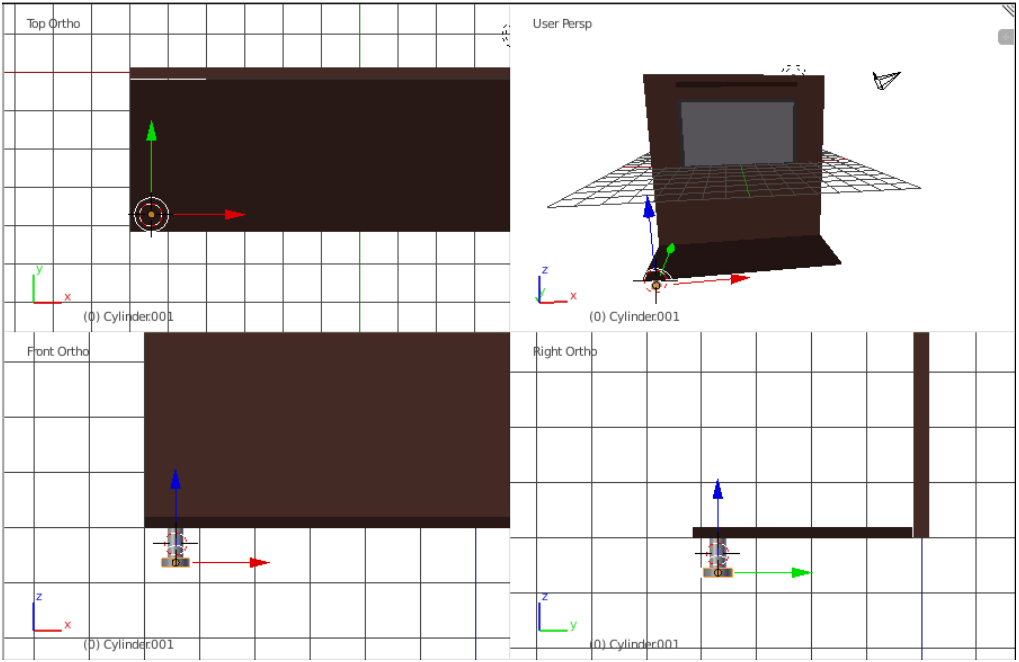 Top Ortho
y
x
(0) Cylinder.001
User Persp
z
y
x
(0) Cylinder.001
Front Ortho
z
x
(0) Cylinder.001
Right Ortho
z
y
(0) Cylinder.001